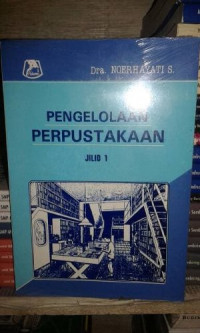 Dra. NOERHAYATI S.
PENGELOLAAN
PERPUSTAKAAN
JILID 1